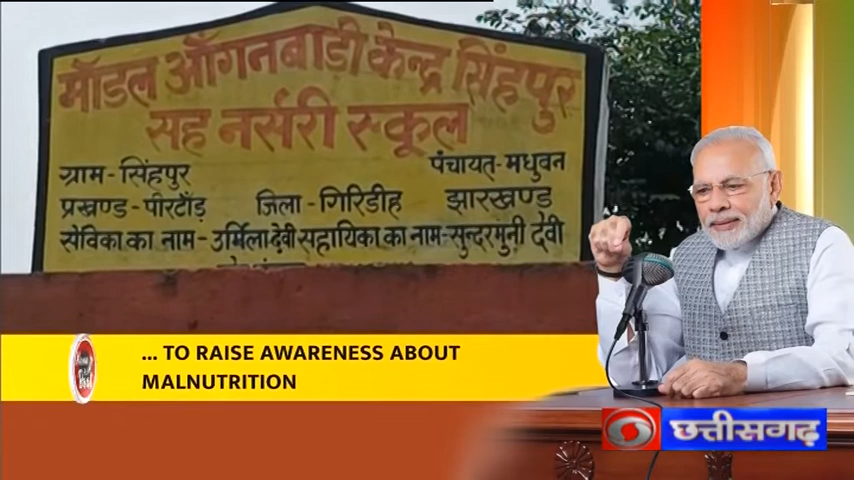 मॉडल आँगनबाडी केन्द्र सिंहपुर
सह नर्सरी स्कूल
ग्राम-सिंहपुर
पंचायत-मधुबन
प्रखण्ड-पीरटाँड़ जिला-गिरिडीह झारखण्ड
सेविका का नाम-उर्मिला देवी सहायिका का नाम-सुन्दरमुनी देवी
... TO RAISE AWARENESS ABOUT
MALNUTRITION
छत्तीसगढ़